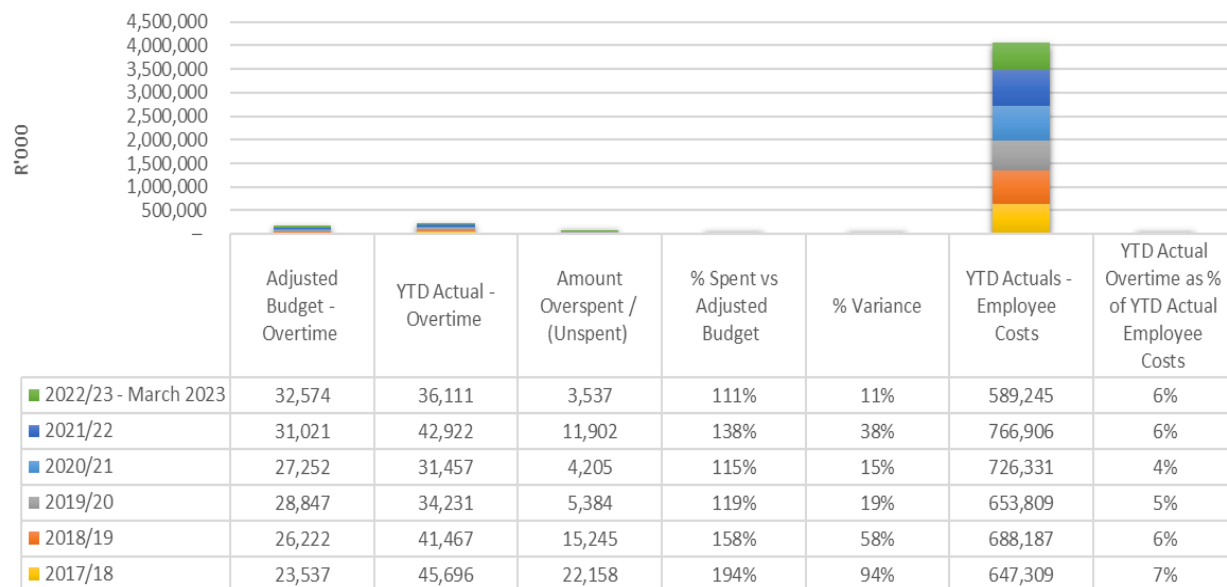 4,500,000
4,000,000
3,500,000
3,000,000
2,500,000
2,000,000
1,500,000
1,000,000
500,000
–
R'000
Adjusted Budget - Overtime
YTD Actual - Overtime
Amount Overspent / (Unspent)
% Spent vs Adjusted Budget
% Variance
YTD Actuals - Employee Costs
YTD Actual Overtime as % of YTD Actual Employee Costs
2022/23 - March 2023 32,574 36,111 3,537 111% 11% 589,245 6%
2021/22 31,021 42,922 11,902 138% 38% 766,906 6%
2020/21 27,252 31,457 4,205 115% 15% 726,331 4%
2019/20 28,847 34,231 5,384 119% 19% 653,809 5%
2018/19 26,222 41,467 15,245 158% 58% 688,187 6%
2017/18 23,537 45,696 22,158 194% 94% 647,309 7%